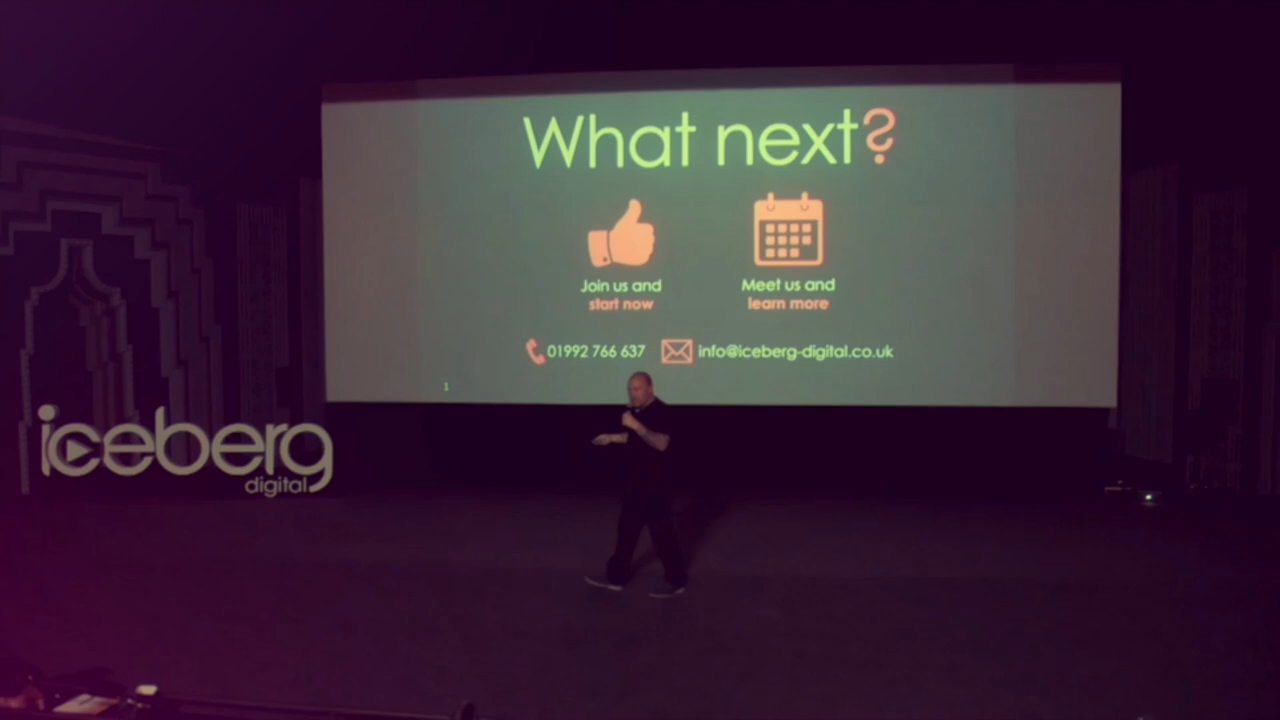 What next?
Join us and
start now
Meet us and
learn more
01992 766 637
info@iceberg-digital.co.uk
1
iceberg
digital